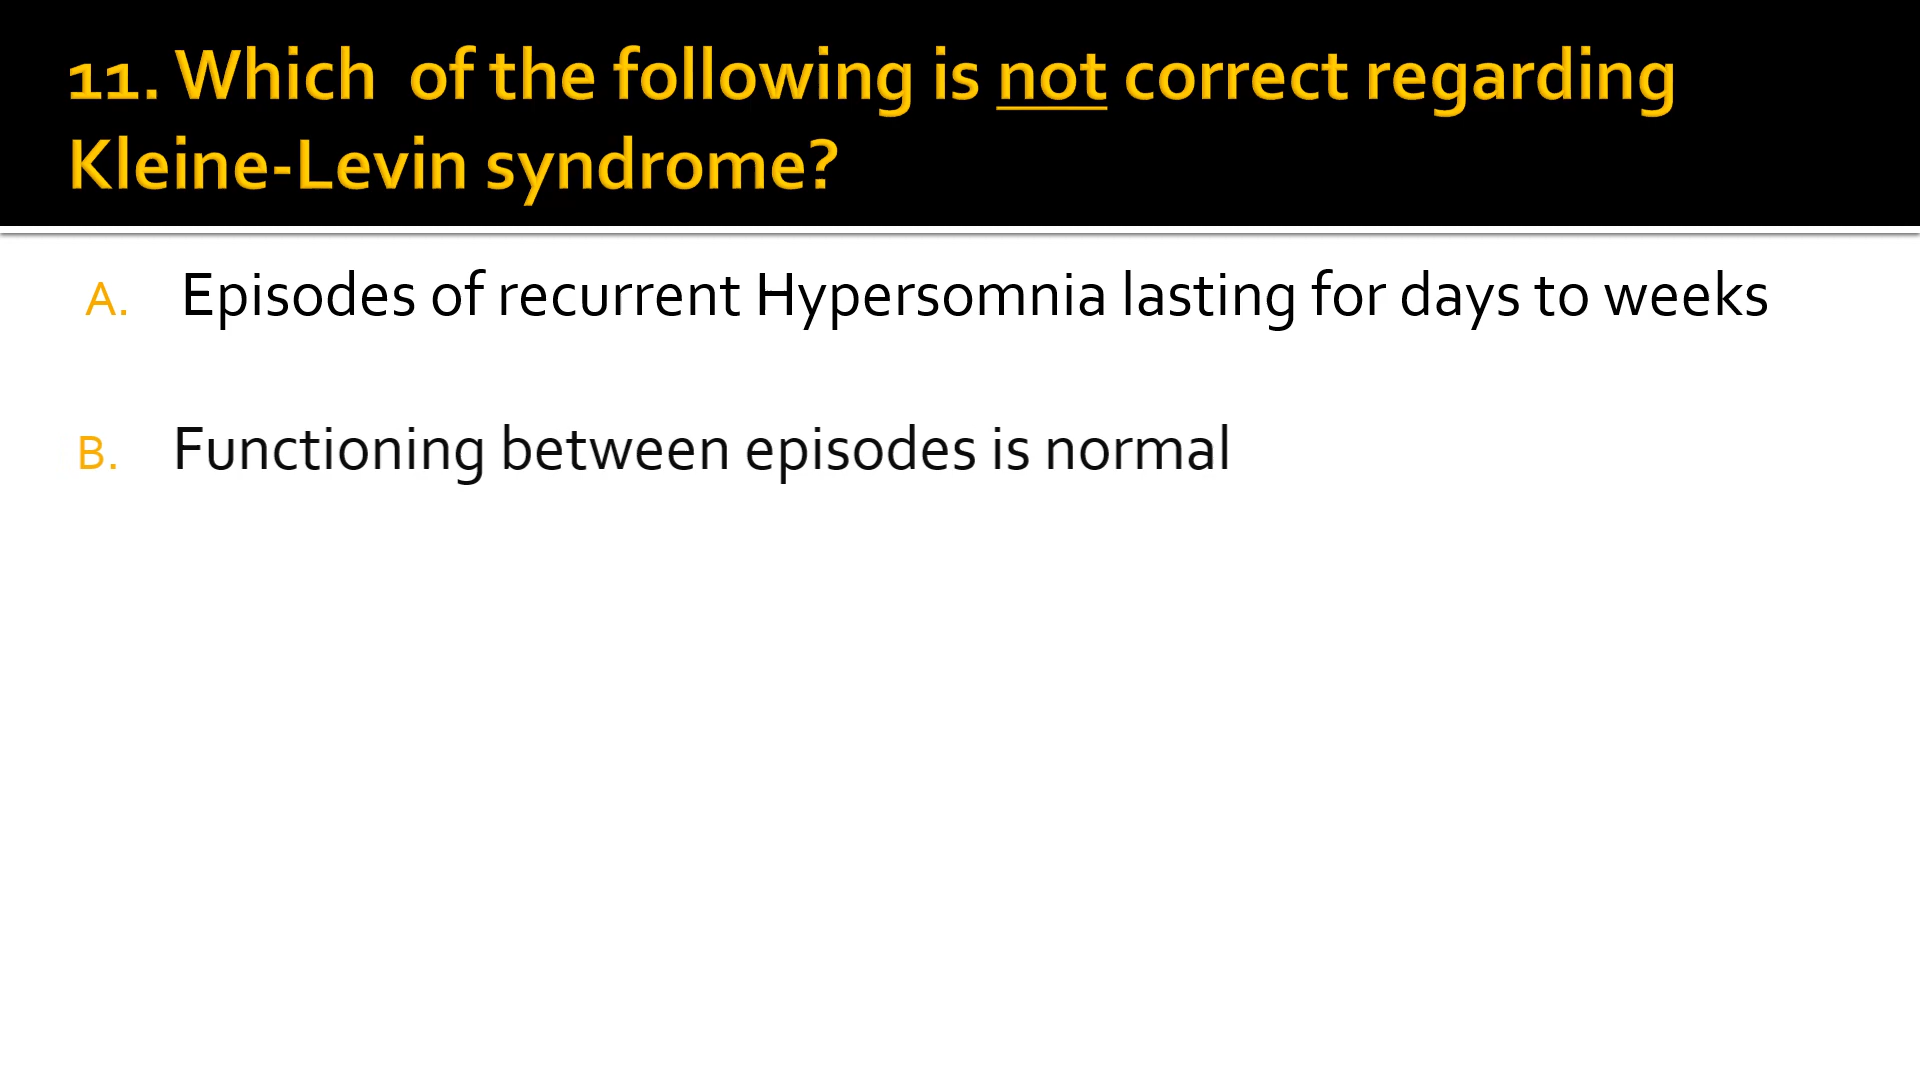 11. Which  of the following is not correct regarding
Kleine-Levin syndrome?
A. Episodes of recurrent Hypersomnia lasting for days to weeks
B. Functioning between episodes is normal